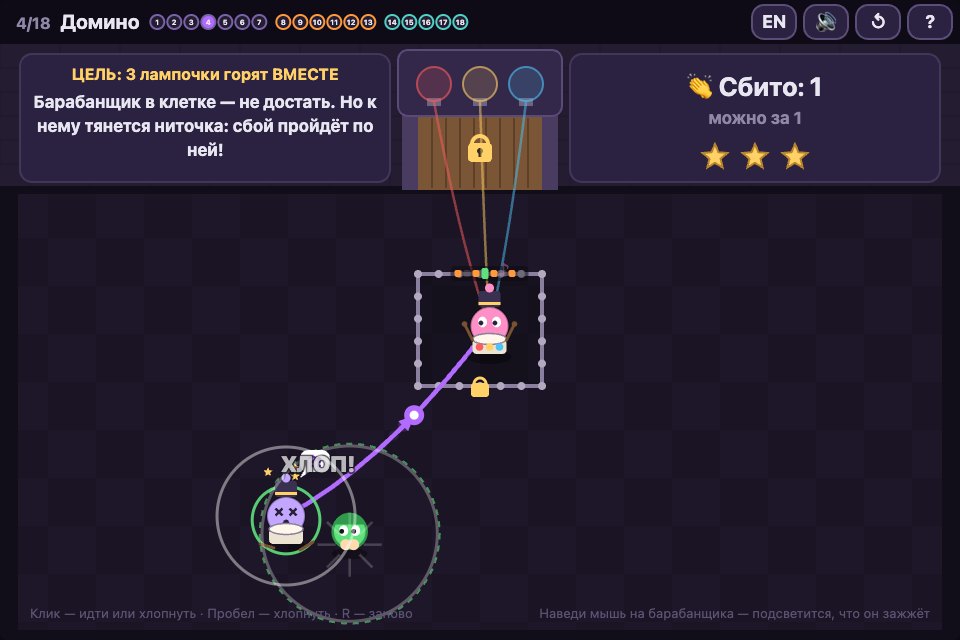 4/18 Домино 1 2 3 4 5 6 7 8 9 10 11 12 13 14 15 16 17 18 EN ?
ЦЕЛЬ: 3 лампочки горят ВМЕСТЕ
Барабанщик в клетке — не достать. Но к
нему тянется ниточка: сбой пройдёт по
ней!
Сбито: 1
можно за 1
ХЛОП!
Клик — идти или хлопнуть · Пробел — хлопнуть · R — заново
Наведи мышь на барабанщика — подсветится, что он зажжёт